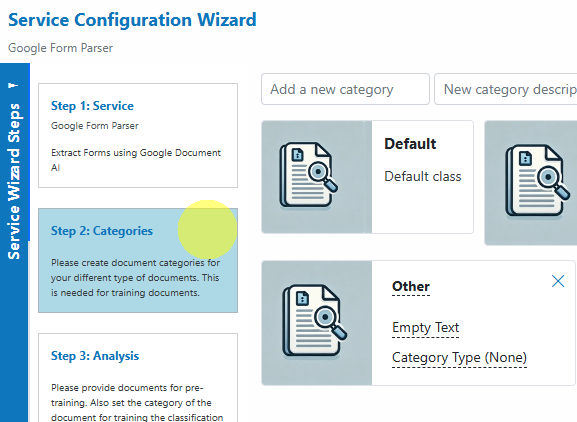 Service Configuration Wizard
Google Form Parser
Service Wizard Steps
Step 1: Service
Google Form Parser
Extract Forms using Google Document
AI
Step 2: Categories
Please create document categories for
your different type of documents. This
is needed for training documents.
Step 3: Analysis
Please provide documents for pre-
training. Also set the category of the
document for training the classification
Add a new category
New category descrip
Default
Default class
Other
Empty Text
Category Type (None)